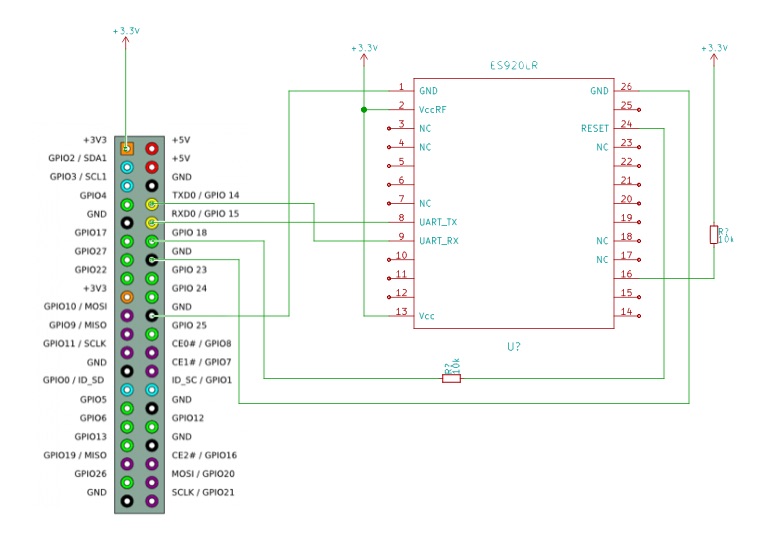 +3.3V
+3.3V
+3.3V
ES920LR
1 GND GND 26
2 VccRF 25
3 NC RESET 24
4 NC NC 23
5 22
6 21
7 NC 20
8 UART_TX 19
9 UART_RX NC 18
10 NC 17
11 16
12 15
13 Vcc 14
U?
R?
10k
R?
10k
+3V3 +5V
GPIO2 / SDA1 +5V
GPIO3 / SCL1 GND
GPIO4 TXD0 / GPIO 14
GND RXD0 / GPIO 15
GPIO17 GPIO 18
GPIO27 GND
GPIO22 GPIO 23
+3V3 GPIO 24
GPIO10 / MOSI GND
GPIO9 / MISO GPIO 25
GPIO11 / SCLK CE0# / GPIO8
GND CE1# / GPIO7
GPIO0 / ID_SD ID_SC / GPIO1
GPIO5 GND
GPIO6 GPIO12
GPIO13 GND
GPIO19 / MISO CE2# / GPIO16
GPIO26 MOSI / GPIO20
GND SCLK / GPIO21